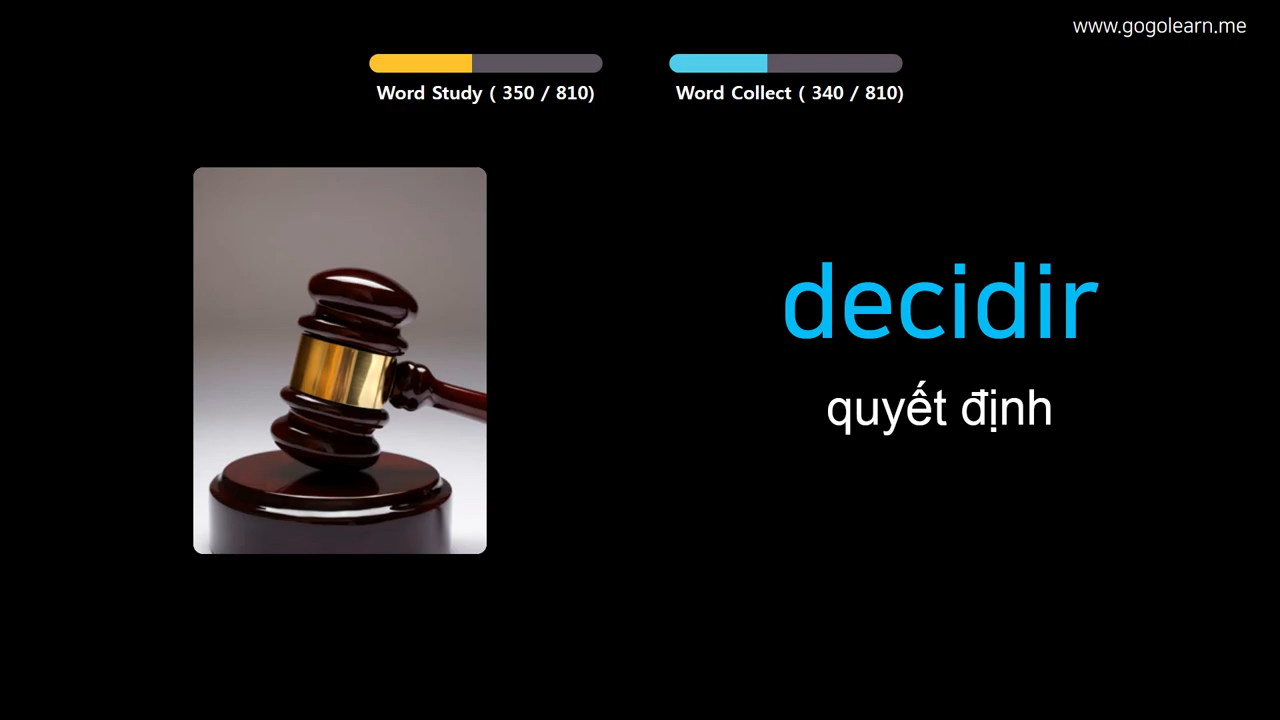 www.gogolearn.me
Word Study ( 350 / 810)
Word Collect ( 340 / 810)
decidir
quyết định